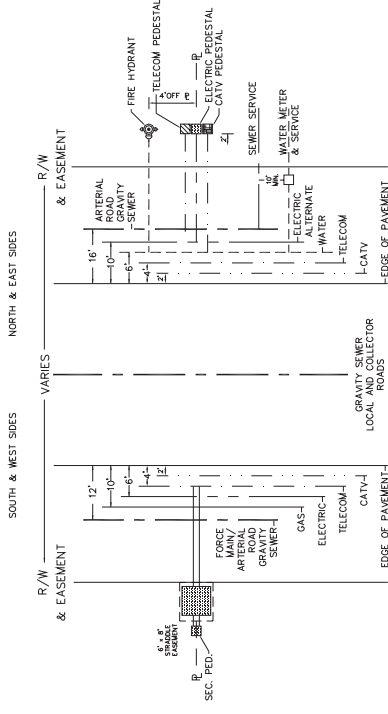 SOUTH & WEST SIDES
NORTH & EAST SIDES
R/W
VARIES
R/W
& EASEMENT
& EASEMENT
12'
10'
6'
4'
2'
16'
10'
6'
4'
2'
ARTERIAL
ROAD
GRAVITY
SEWER
FIRE HYDRANT
TELECOM PEDESTAL
4' OFF PL
PL
ELECTRIC PEDESTAL
CATV PEDESTAL
2'
6' x 8'
STRADDLE
EASEMENT
PL
SEC. PED.
FORCE
MAIN/
ARTERIAL
ROAD
GRAVITY
SEWER
GAS
ELECTRIC
TELECOM
CATV
EDGE OF PAVEMENT
GRAVITY SEWER
LOCAL AND COLLECTOR
ROADS
ELECTRIC
ALTERNATE
WATER
TELECOM
CATV
EDGE OF PAVEMENT
SEWER SERVICE
10'
MIN.
WATER METER
& SERVICE